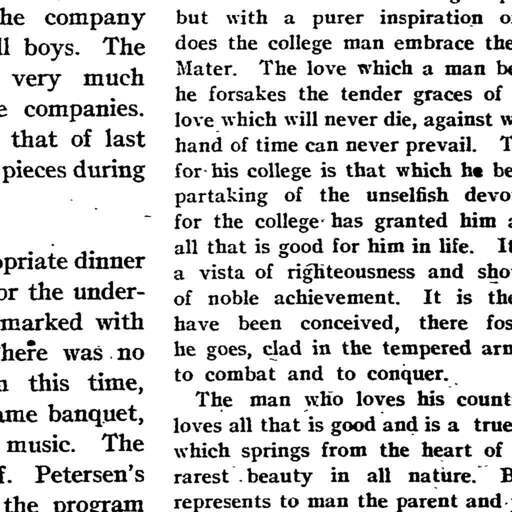 he company
ll boys. The
very much
e companies.
that of last
pieces during
opriate dinner
or the under-
marked with
here was no
n this time,
ame banquet,
music. The
f. Petersen's
the program
but with a purer inspiration o
does the college man embrace the
Mater. The love which a man be
he forsakes the tender graces of
love which will never die, against w
hand of time can never prevail. T
for his college is that which he be
partaking of the unselfish devo
for the college has granted him a
all that is good for him in life. It
a vista of righteousness and sho
of noble achievement. It is the
have been conceived, there fos
he goes, clad in the tempered arm
to combat and to conquer.
The man who loves his count
loves all that is good and is a true
which springs from the heart of
rarest beauty in all nature. B
represents to man the parent and